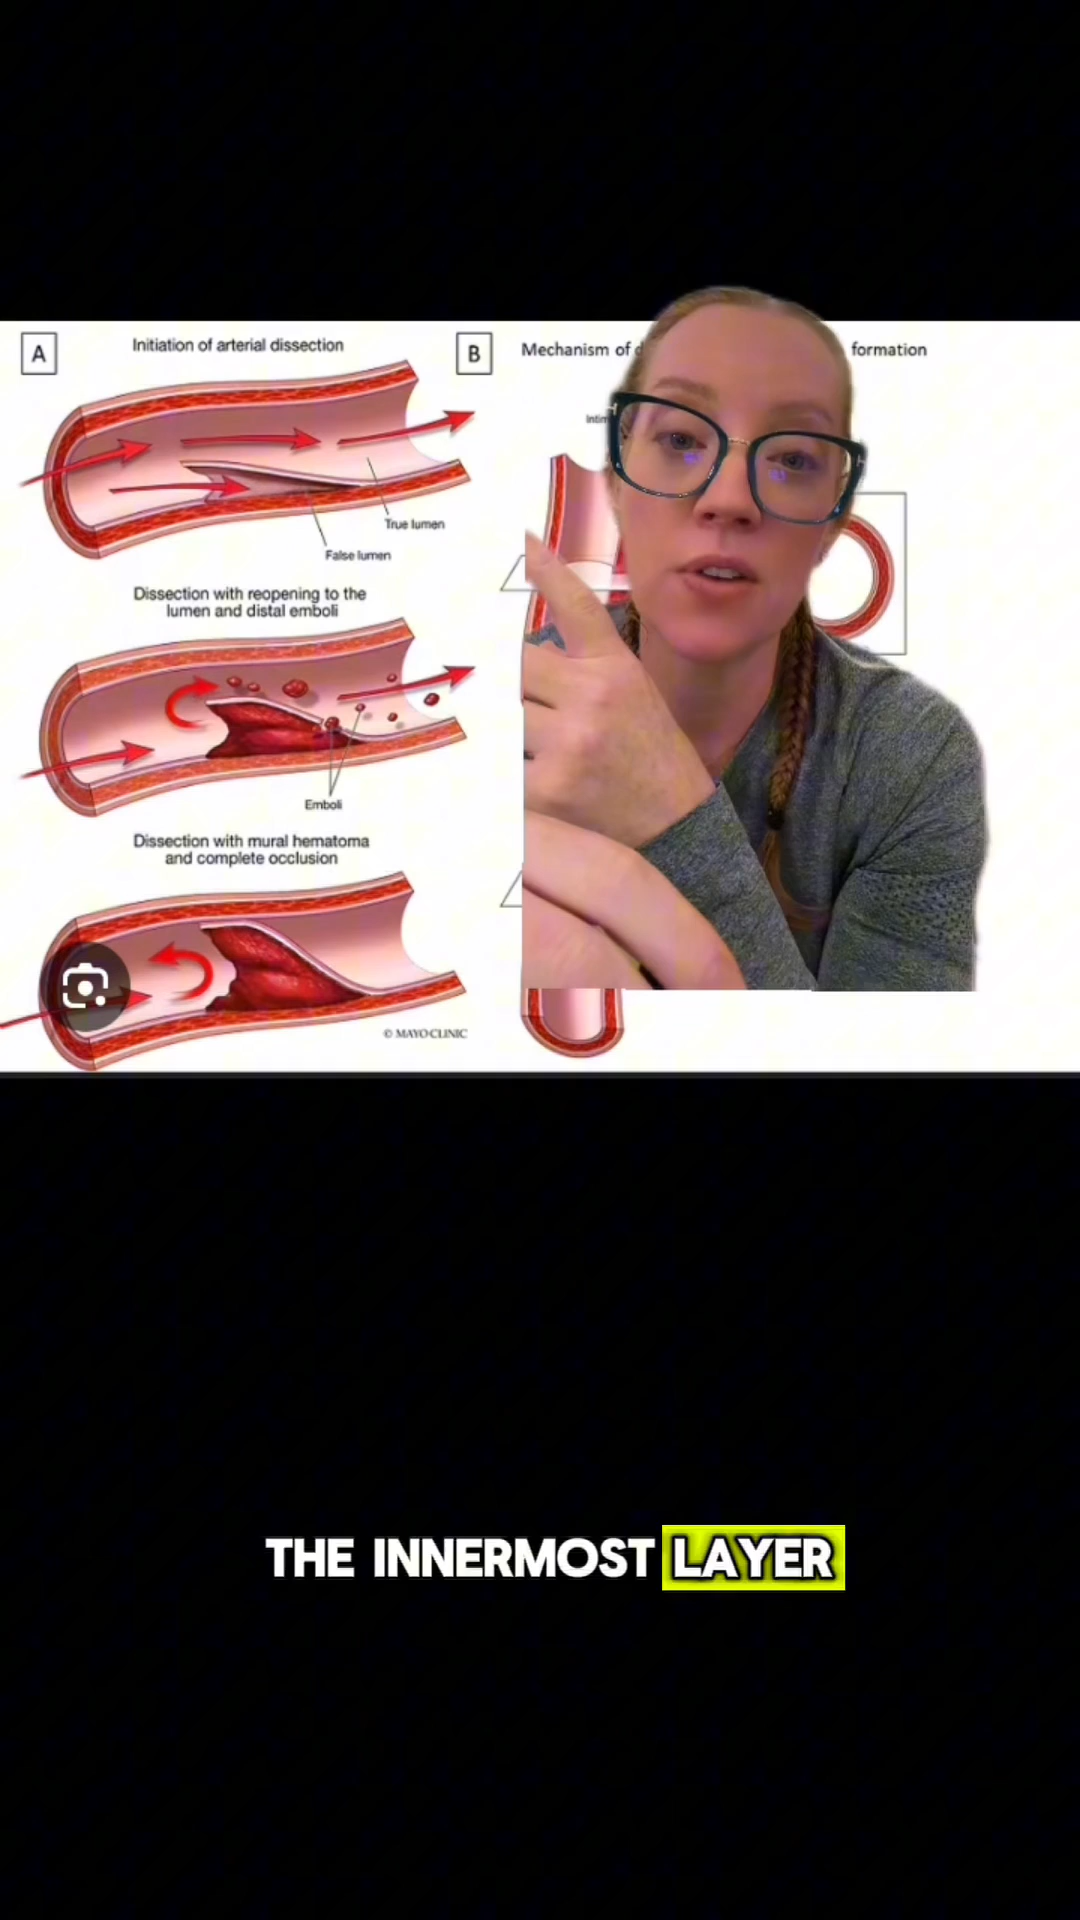 A
Initiation of arterial dissection
True lumen
False lumen
Dissection with reopening to the
lumen and distal emboli
Emboli
Dissection with mural hematoma
and complete occlusion
© MAYO CLINIC
B
Mechanism of
formation
THE INNERMOST LAYER